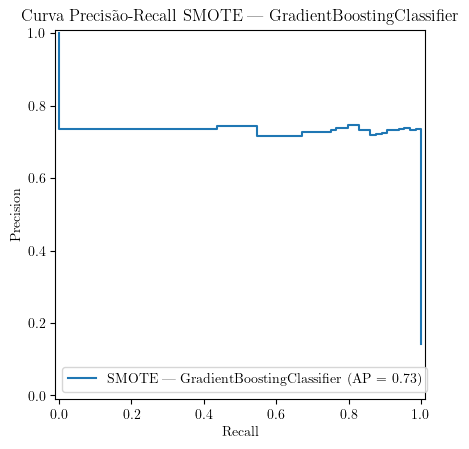 Curva Precisão-Recall SMOTE — GradientBoostingClassifier
1.0
0.8
0.6
0.4
0.2
0.0
Precision
SMOTE — GradientBoostingClassifier (AP = 0.73)
0.0 0.2 0.4 0.6 0.8 1.0
Recall